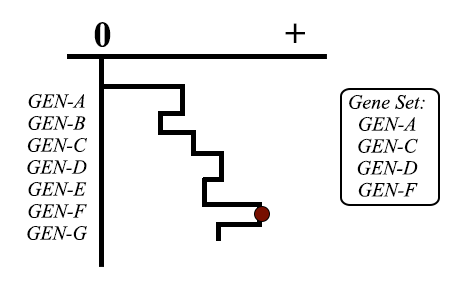 0 +
GEN-A
GEN-B
GEN-C
GEN-D
GEN-E
GEN-F
GEN-G
Gene Set:
GEN-A
GEN-C
GEN-D
GEN-F